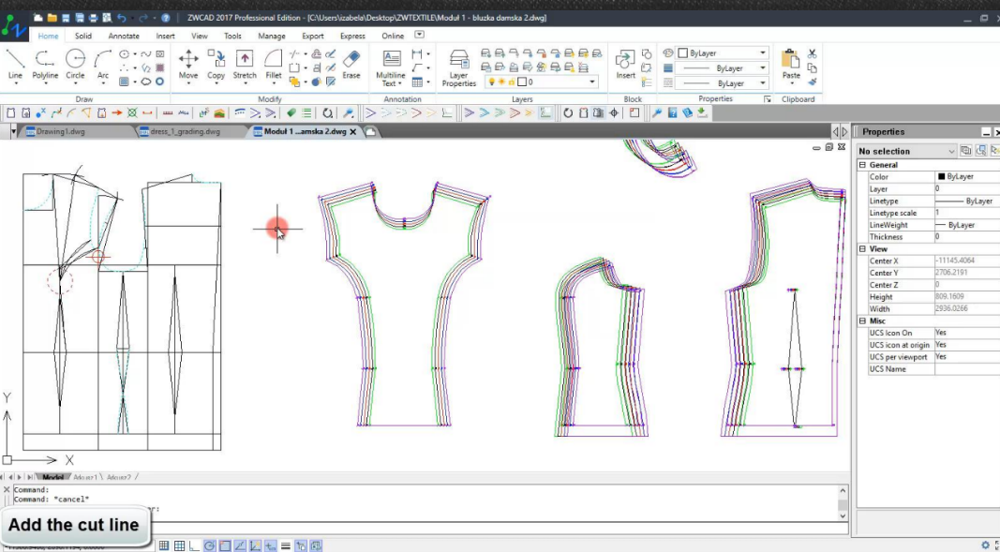 ZWCAD 2017 Professional Edition - [C:\Users\izabela\Desktop\ZWTEXTILE\Moduł 1 - bluzka damska 2.dwg]
Home Solid Annotate Insert View Tools Manage Export Express Online
Line Polyline Circle Arc Move Copy Stretch Fillet Erase Multiline Text Layer Properties Insert Paste
0 ByLayer
ByLayer
ByLayer
Draw Modify Annotation Layers Block Properties Clipboard
Drawing1.dwg dress_1_grading.dwg Moduł 1 ...amska 2.dwg
Properties
No selection
General
Color ByLayer
Layer 0
Linetype ByLayer
Linetype scale 1
LineWeight ByLayer
Thickness 0
View
Center X -11145.4064
Center Y 2706.2191
Center Z 0
Height 809.1609
Width 2936.0266
Misc
UCS Icon On Yes
UCS icon at origin Yes
UCS per viewport Yes
UCS Name
Y
X
Model Arkusz1 Arkusz2
Command:
Command: *cancel*
Add the cut line